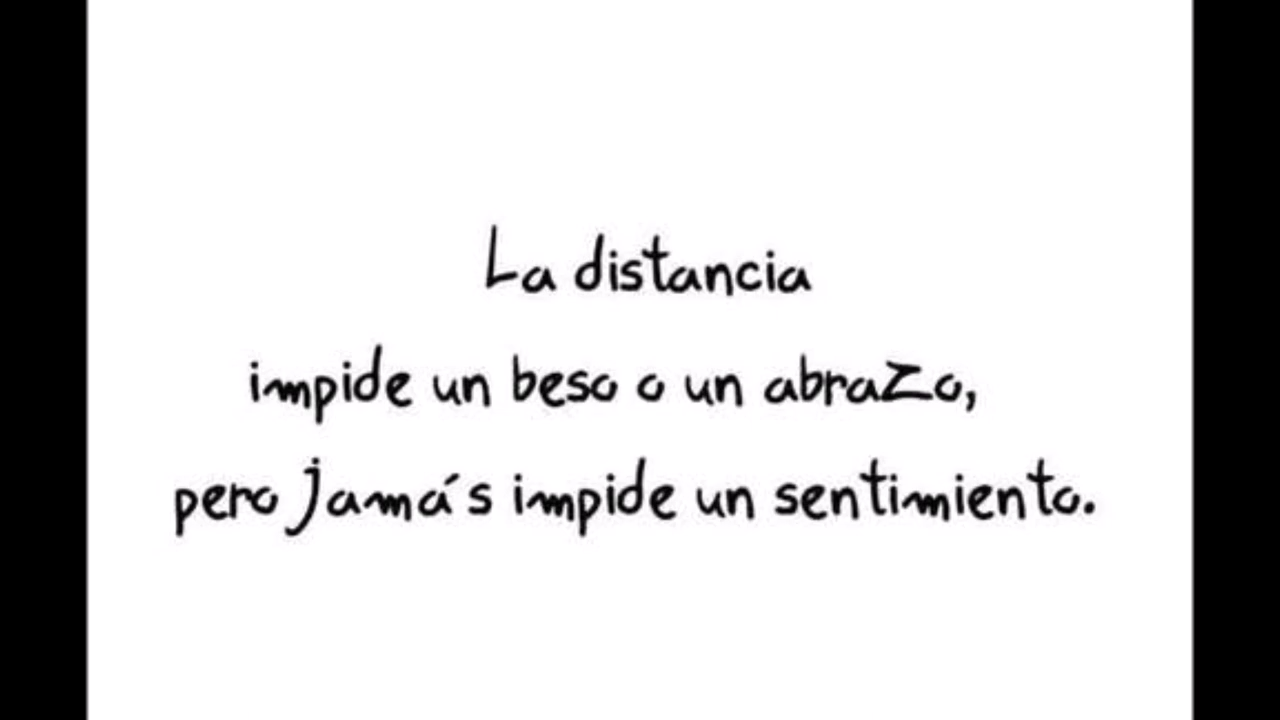 La distancia
impide un beso o un abrazo,
pero jamás impide un sentimiento.